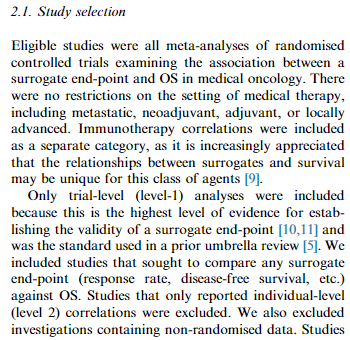 2.1. Study selection
Eligible studies were all meta-analyses of randomised
controlled trials examining the association between a
surrogate end-point and OS in medical oncology. There
were no restrictions on the setting of medical therapy,
including metastatic, neoadjuvant, adjuvant, or locally
advanced. Immunotherapy correlations were included
as a separate category, as it is increasingly appreciated
that the relationships between surrogates and survival
may be unique for this class of agents [9].
Only trial-level (level-1) analyses were included
because this is the highest level of evidence for estab-
lishing the validity of a surrogate end-point [10,11] and
was the standard used in a prior umbrella review [5]. We
included studies that sought to compare any surrogate
end-point (response rate, disease-free survival, etc.)
against OS. Studies that only reported individual-level
(level 2) correlations were excluded. We also excluded
investigations containing non-randomised data. Studies